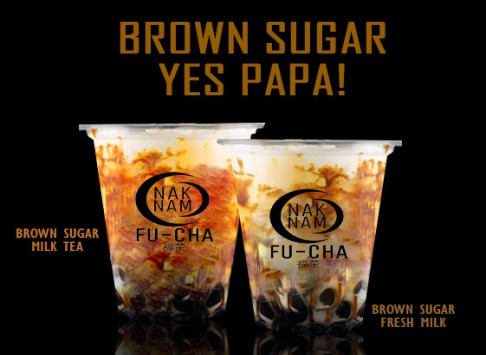 BROWN SUGAR
YES PAPA!
NAK
NAM
FU-CHA
NAK
NAM
FU-CHA
BROWN SUGAR
MILK TEA
BROWN SUGAR
FRESH MILK